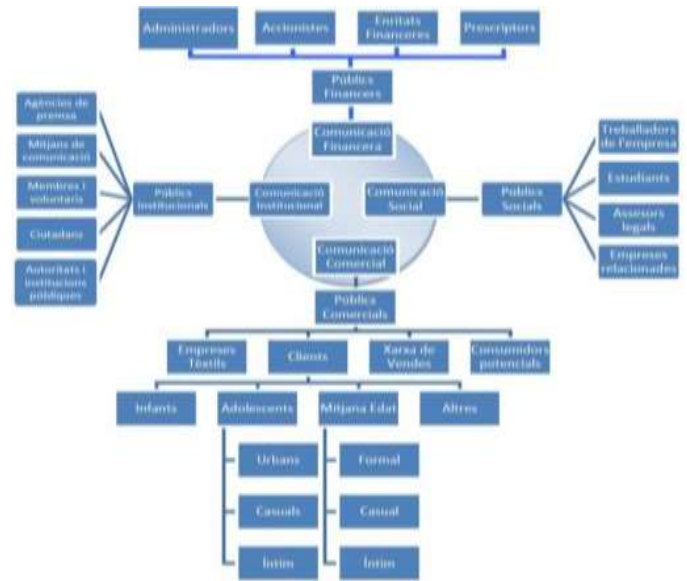 Administradors
Accionistes
Entitats
Financeres
Prescriptors
Públics
Financers
Comunicació
Financera
Agències de
premsa
Mitjans de
comunicació
Membres i
voluntaris
Ciutadans
Autoritats i
institucions
públiques
Públics
Institucionals
Comunicació
Institucional
Comunicació
Social
Públics
Socials
Treballadors
de l'empresa
Estudiants
Assesors
legals
Empreses
relacionades
Comunicació
Comercial
Públics
Comercials
Empreses
Tèxtils
Clients
Xarxa de
Vendes
Consumidors
potencials
Infants
Adolescents
Mitjana Edat
Altres
Urbans
Formal
Casuals
Casual
Íntim
Íntim